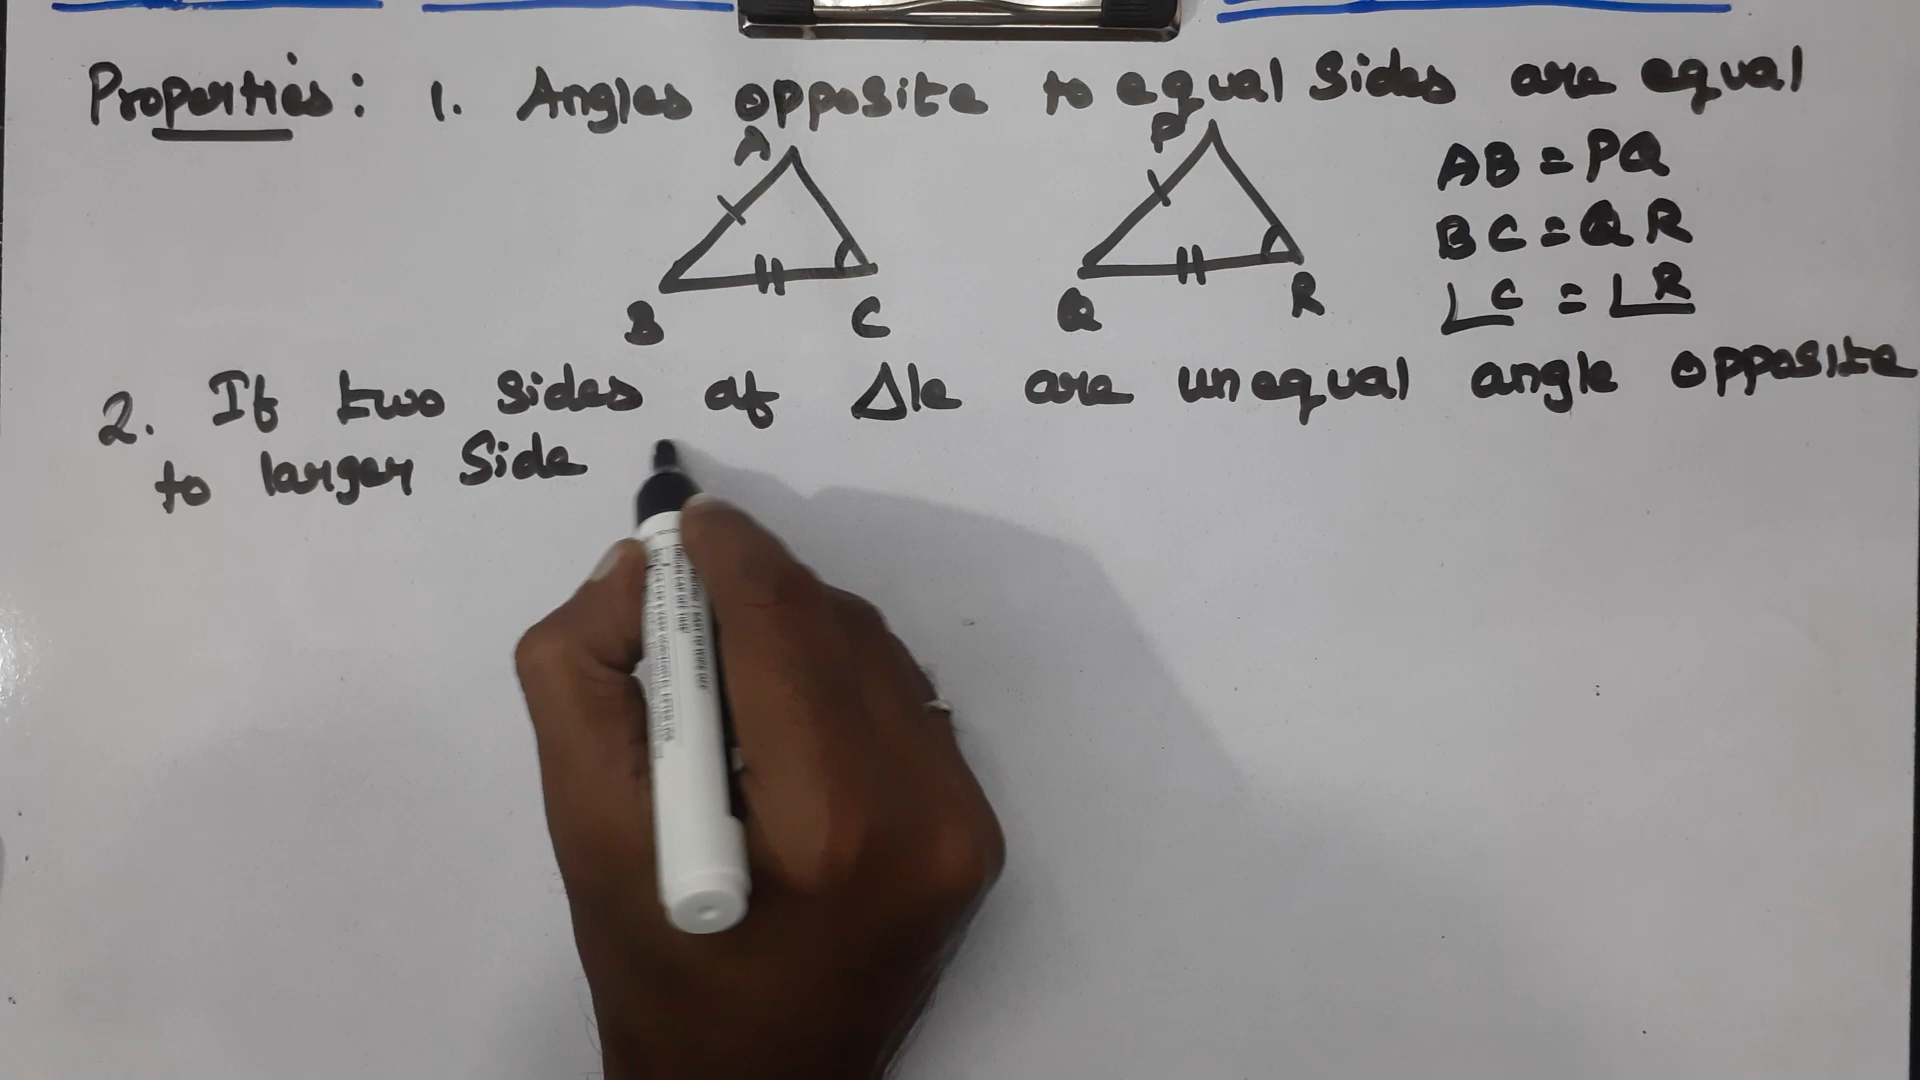 Properties: 1. Angles opposite to equal Sides are equal
A
P
AB = PQ
BC = QR
B
C
Q
R
∠C = ∠R
2. If two Sides of Δle are unequal angle opposite
to larger Side